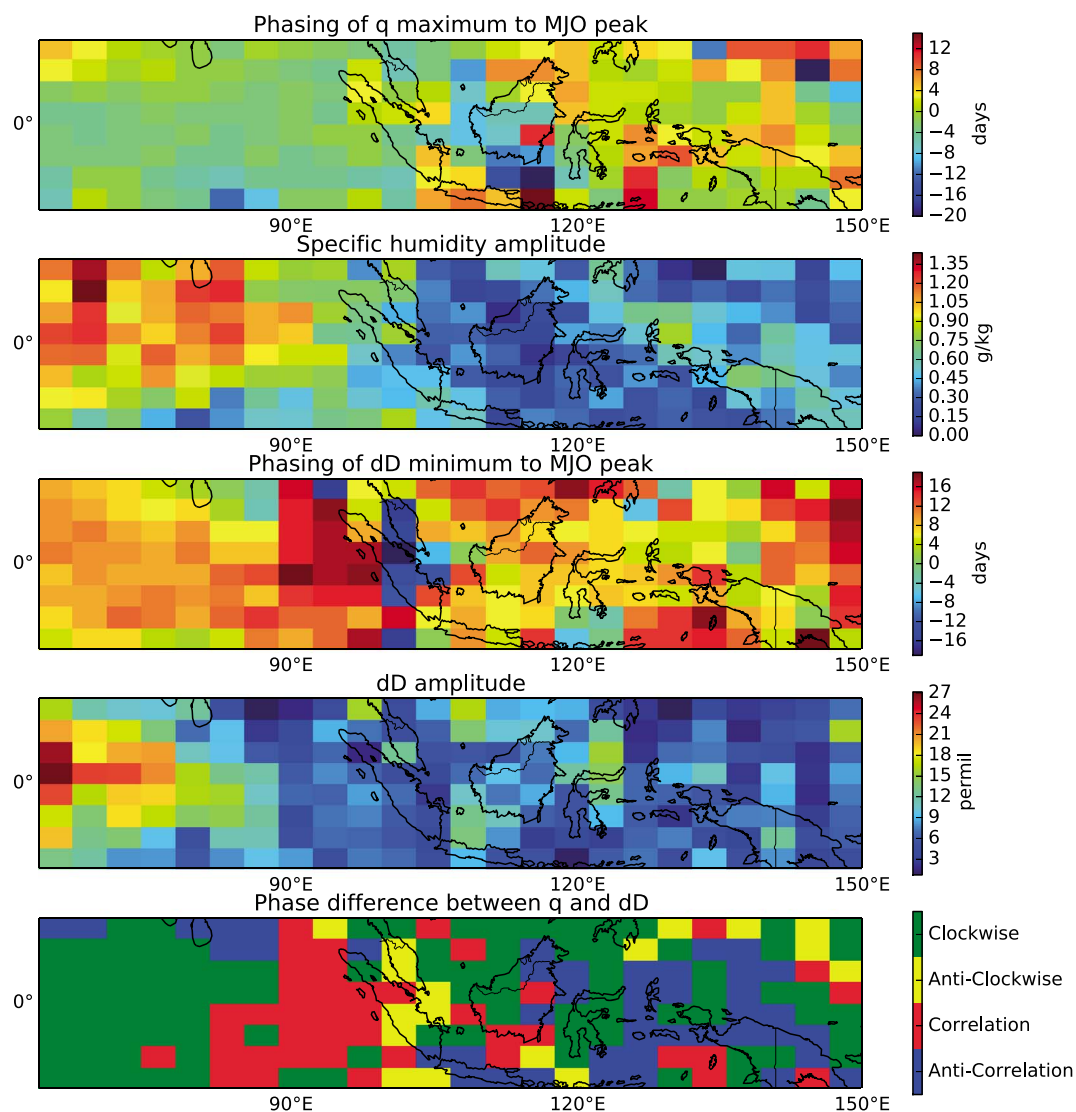 Phasing of q maximum to MJO peak
0°
90°E 120°E 150°E
12
8
4
0
−4
−8
−12
−16
−20
days
Specific humidity amplitude
0°
90°E 120°E 150°E
1.35
1.20
1.05
0.90
0.75
0.60
0.45
0.30
0.15
0.00
g/kg
Phasing of dD minimum to MJO peak
0°
90°E 120°E 150°E
16
12
8
4
0
−4
−8
−12
−16
days
dD amplitude
0°
90°E 120°E 150°E
27
24
21
18
15
12
9
6
3
permil
Phase difference between q and dD
0°
90°E 120°E 150°E
Clockwise
Anti-Clockwise
Correlation
Anti-Correlation